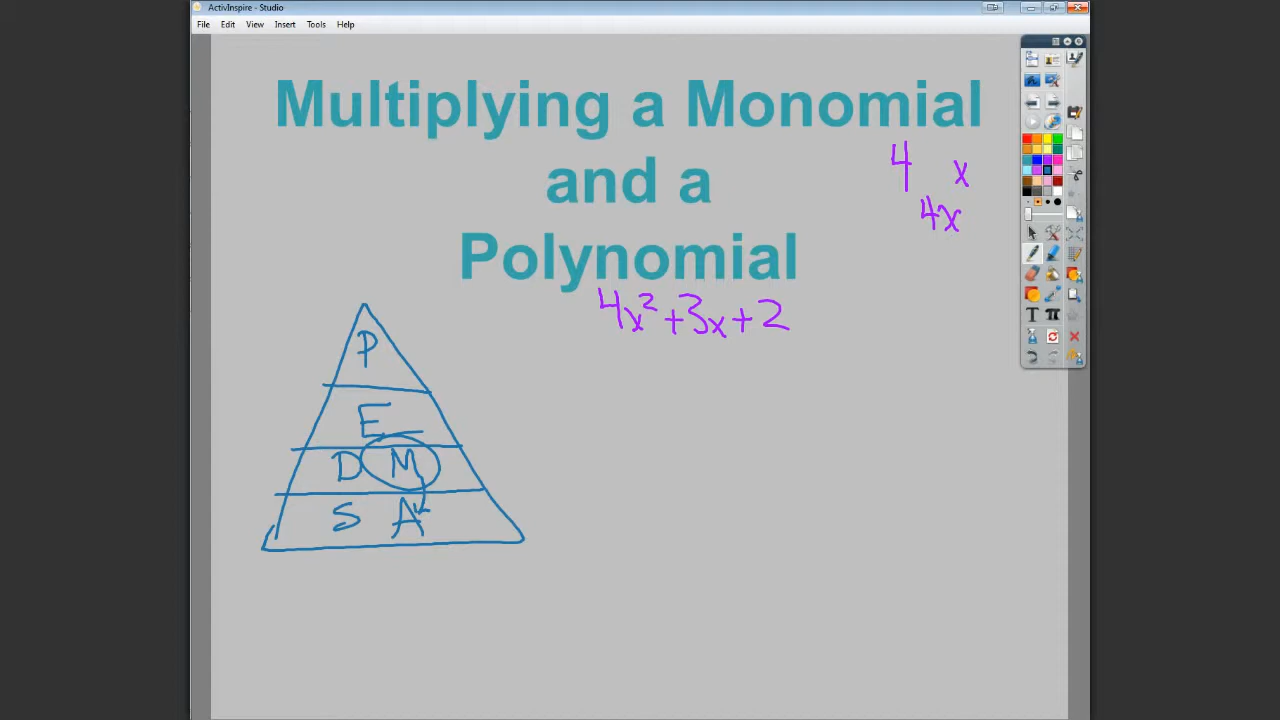 ActivInspire - Studio
File Edit View Insert Tools Help
Multiplying a Monomial
and a
Polynomial
4 x
4x
4x² + 3x + 2
P
E
D M
S A